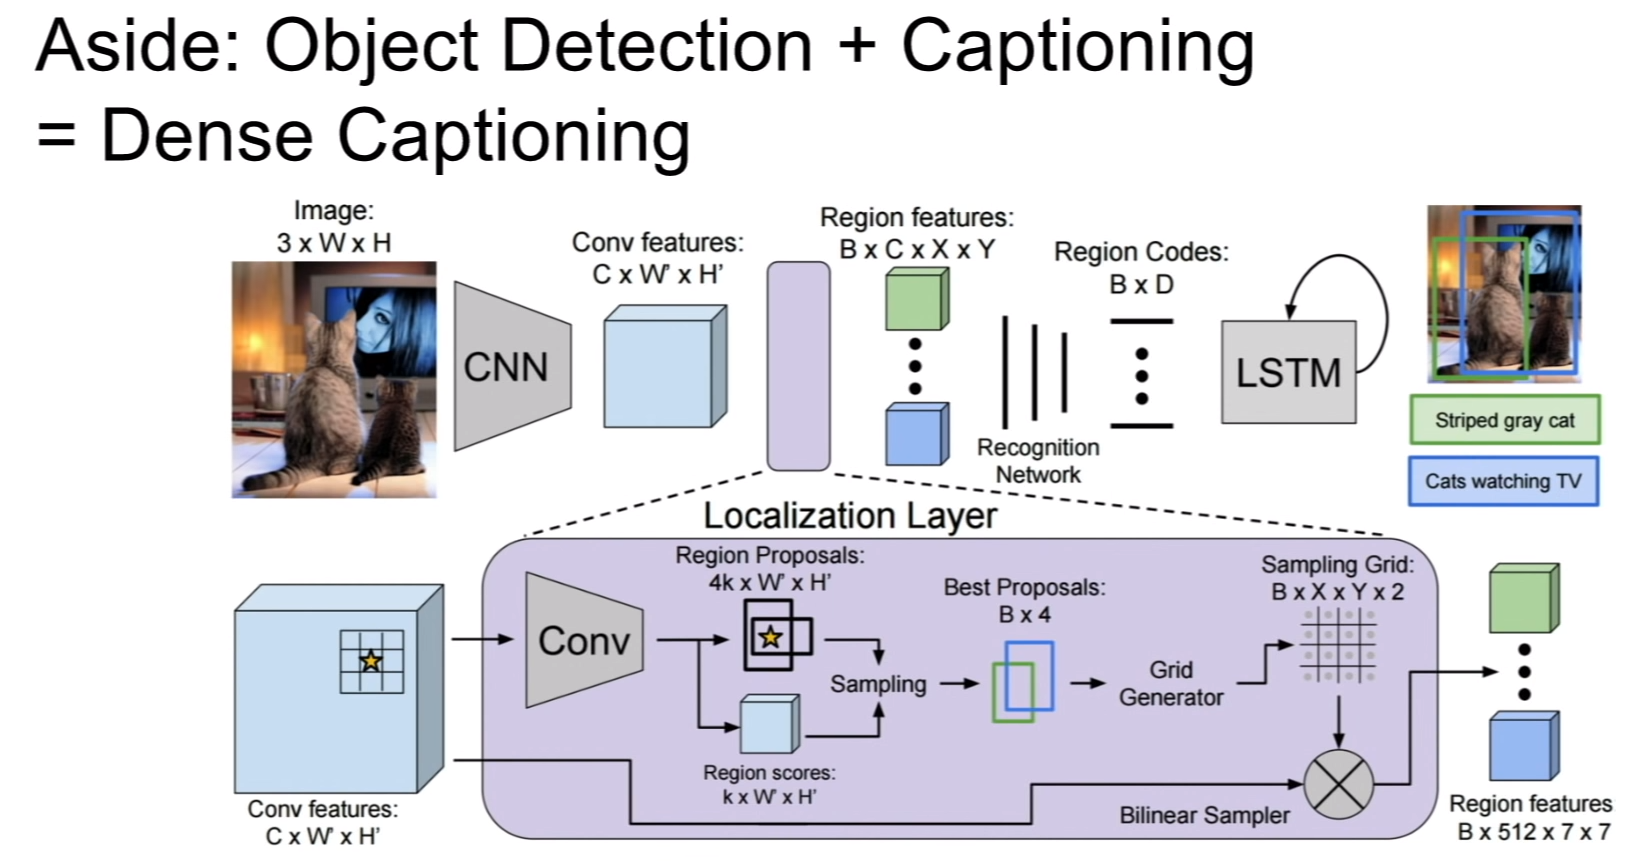 Aside: Object Detection + Captioning
= Dense Captioning
Image:
3 x W x H
CNN
Conv features:
C x W' x H'
Region features:
B x C x X x Y
Recognition
Network
Region Codes:
B x D
LSTM
Striped gray cat
Cats watching TV
Localization Layer
Conv features:
C x W' x H'
Conv
Region Proposals:
4k x W' x H'
Region scores:
k x W' x H'
Sampling
Best Proposals:
B x 4
Grid
Generator
Sampling Grid:
B x X x Y x 2
Bilinear Sampler
Region features
B x 512 x 7 x 7